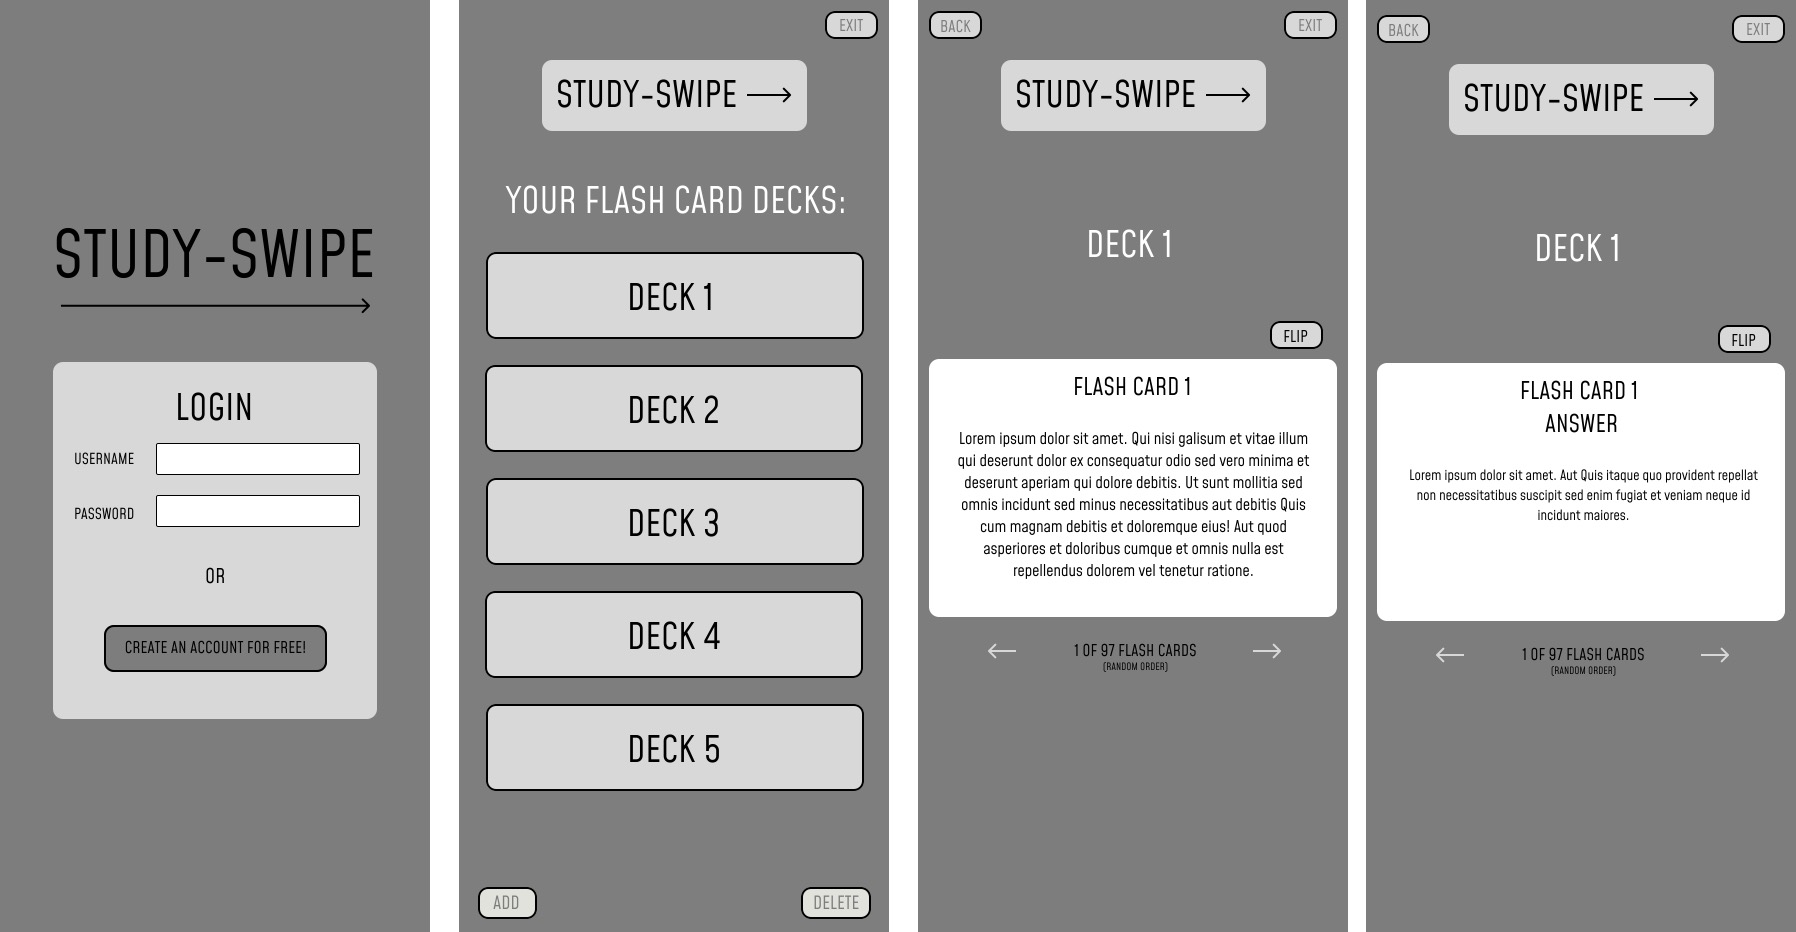 STUDY-SWIPE
LOGIN
USERNAME
PASSWORD
OR
CREATE AN ACCOUNT FOR FREE!
EXIT
STUDY-SWIPE
YOUR FLASH CARD DECKS:
DECK 1
DECK 2
DECK 3
DECK 4
DECK 5
ADD
DELETE
BACK
EXIT
STUDY-SWIPE
DECK 1
FLIP
FLASH CARD 1
Lorem ipsum dolor sit amet. Qui nisi galisum et vitae illum
qui deserunt dolor ex consequatur odio sed vero minima et
deserunt aperiam qui dolore debitis. Ut sunt mollitia sed
omnis incidunt sed minus necessitatibus aut debitis Quis
cum magnam debitis et doloremque eius! Aut quod
asperiores et doloribus cumque et omnis nulla est
repellendus dolorem vel tenetur ratione.
1 OF 97 FLASH CARDS
(RANDOM ORDER)
BACK
EXIT
STUDY-SWIPE
DECK 1
FLIP
FLASH CARD 1
ANSWER
Lorem ipsum dolor sit amet. Aut Quis itaque quo provident repellat
non necessitatibus suscipit sed enim fugiat et veniam neque id
incidunt maiores.
1 OF 97 FLASH CARDS
(RANDOM ORDER)